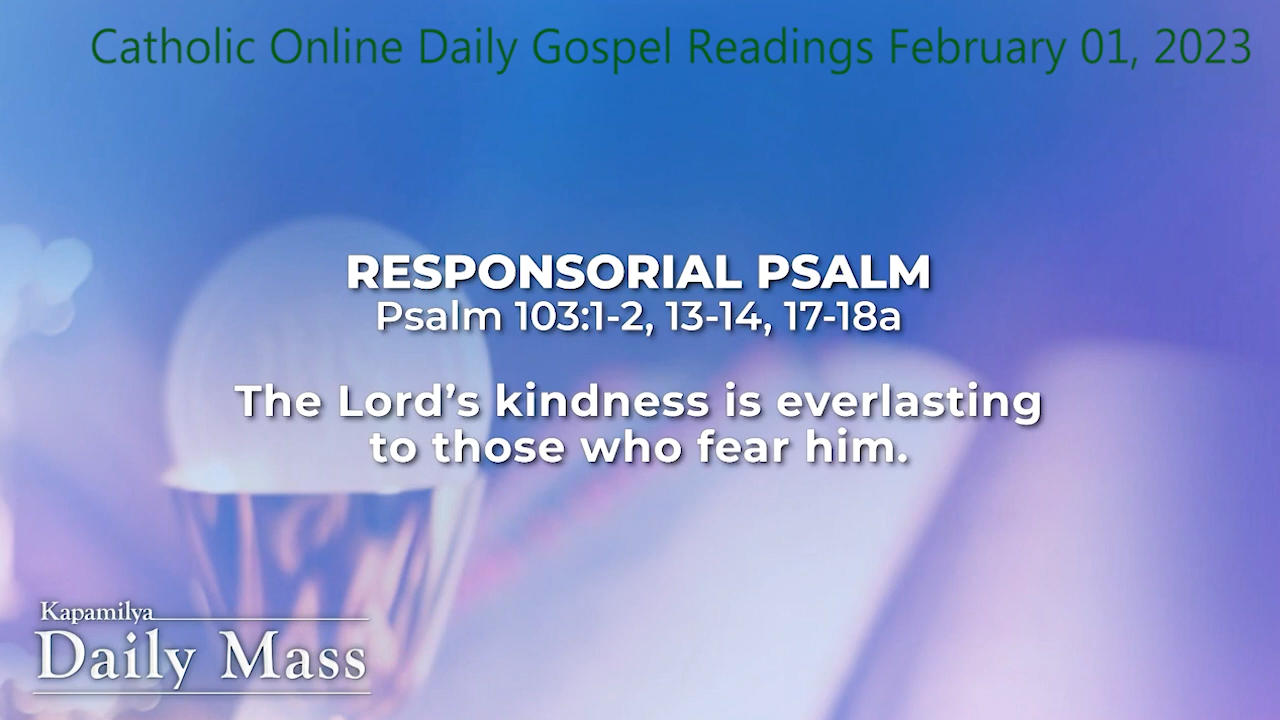 Catholic Online Daily Gospel Readings February 01, 2023
RESPONSORIAL PSALM
Psalm 103:1-2, 13-14, 17-18a
The Lord’s kindness is everlasting
to those who fear him.
Kapamilya
Daily Mass